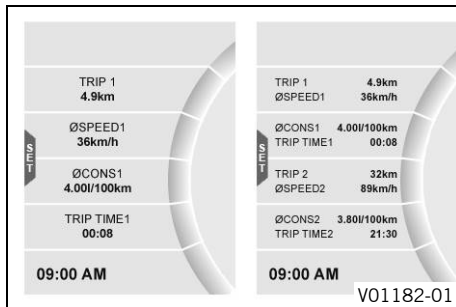 TRIP 1
4.9km
ØSPEED1
36km/h
SET
ØCONS1
4.00l/100km
TRIP TIME1
00:08
09:00 AM
TRIP 1 4.9km
ØSPEED1 36km/h
ØCONS1 4.00l/100km
TRIP TIME1 00:08
SET
TRIP 2 32km
ØSPEED2 89km/h
ØCONS2 3.80l/100km
TRIP TIME2 21:30
09:00 AM
V01182-01